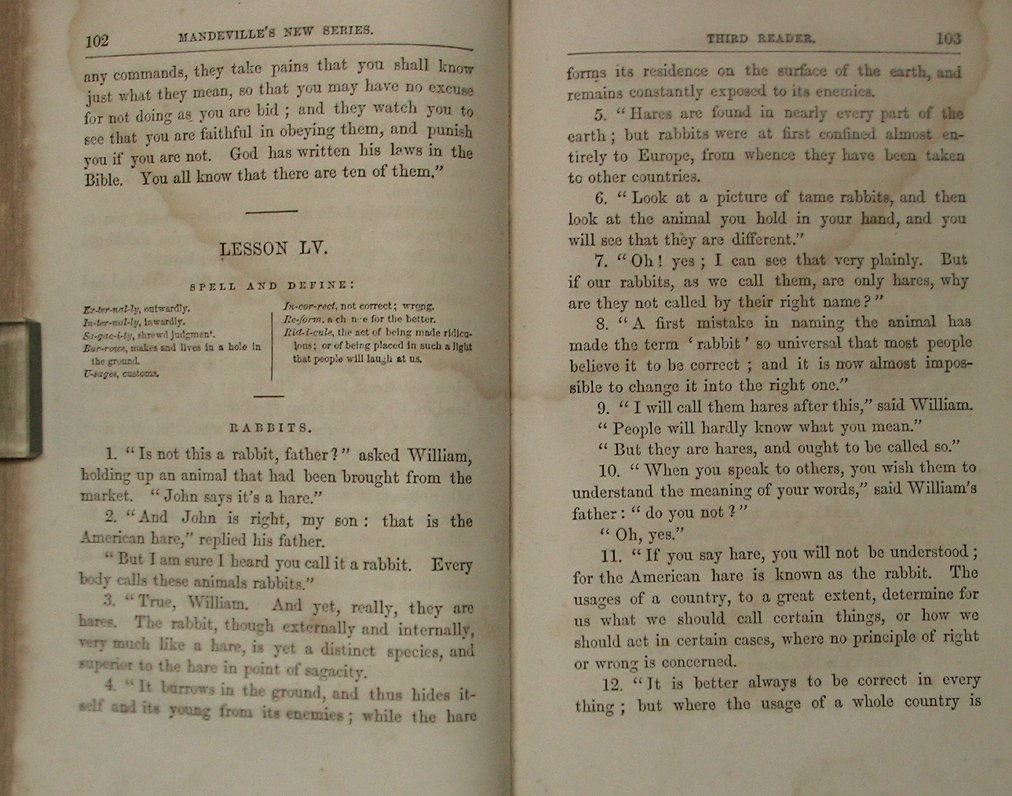 102 MANDEVILLE'S NEW SERIES.
any commands, they take pains that you shall know
just what they mean, so that you may have no excuse
for not doing as you are bid ; and they watch you to
see that you are faithful in obeying them, and punish
you if you are not. God has written his laws in the
Bible. You all know that there are ten of them."
LESSON LV.
SPELL AND DEFINE:
Ex-ter-nal-ly, outwardly.
In-ter-nal-ly, inwardly.
Sa-gac-i-ty, shrewd judgment.
Bur-rows, makes and lives in a hole in
the ground.
U-sages, customs.
In-cor-rect, not correct ; wrong.
Re-form, a change for the better.
Rid-i-cule, the act of being made ridicu-
lous ; or of being placed in such a light
that people will laugh at us.
RABBITS.
1. "Is not this a rabbit, father?" asked William,
holding up an animal that had been brought from the
market. "John says it's a hare."
2. "And John is right, my son : that is the
American hare," replied his father.
"But I am sure I heard you call it a rabbit. Every
body calls these animals rabbits."
3. "True, William. And yet, really, they are
hares. The rabbit, though externally and internally,
very much like a hare, is yet a distinct species, and
superior to the hare in point of sagacity.
4. "It burrows in the ground, and thus hides it-
self and its young from its enemies ; while the hare
THIRD READER. 103
forms its residence on the surface of the earth, and
remains constantly exposed to its enemies.
5. "Hares are found in nearly every part of the
earth ; but rabbits were at first confined almost en-
tirely to Europe, from whence they have been taken
to other countries.
6. "Look at a picture of tame rabbits, and then
look at the animal you hold in your hand, and you
will see that they are different."
7. "Oh! yes ; I can see that very plainly. But
if our rabbits, as we call them, are only hares, why
are they not called by their right name?"
8. "A first mistake in naming the animal has
made the term 'rabbit' so universal that most people
believe it to be correct ; and it is now almost impos-
sible to change it into the right one."
9. "I will call them hares after this," said William.
"People will hardly know what you mean."
"But they are hares, and ought to be called so."
10. "When you speak to others, you wish them to
understand the meaning of your words," said William's
father : "do you not?"
"Oh, yes."
11. "If you say hare, you will not be understood ;
for the American hare is known as the rabbit. The
usages of a country, to a great extent, determine for
us what we should call certain things, or how we
should act in certain cases, where no principle of right
or wrong is concerned.
12. "It is better always to be correct in every
thing ; but where the usage of a whole country is